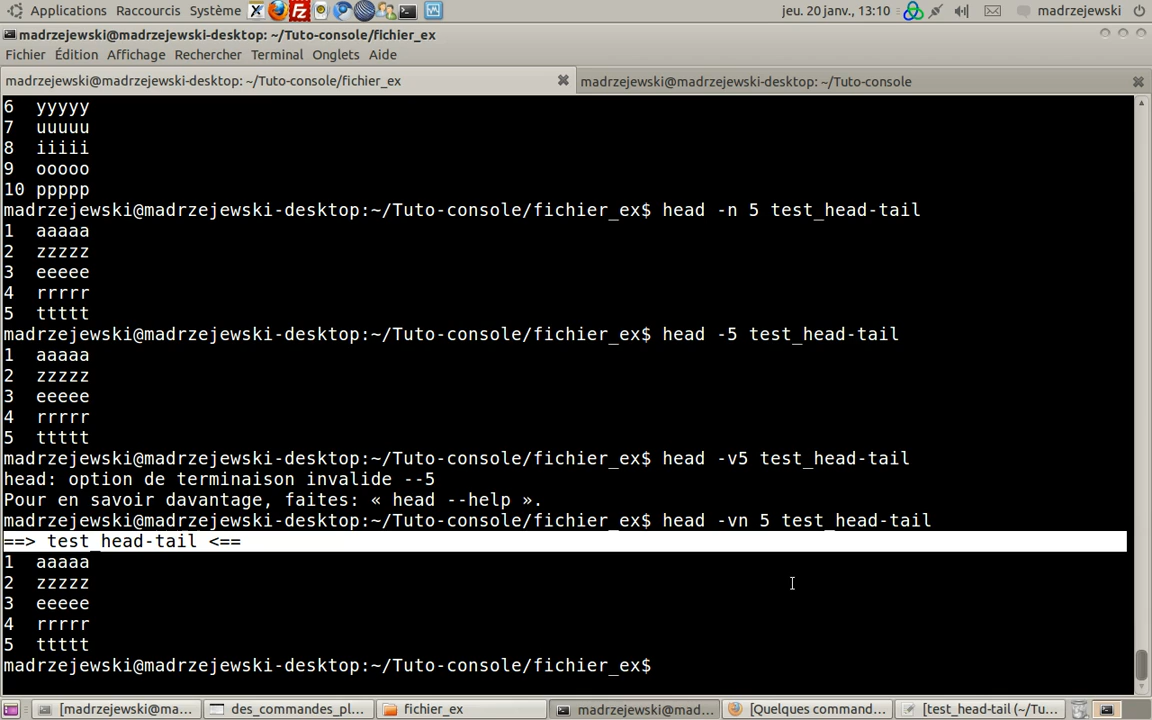 Applications Raccourcis Système jeu. 20 janv., 13:10 madrzejewski
madrzejewski@madrzejewski-desktop: ~/Tuto-console/fichier_ex
Fichier Édition Affichage Rechercher Terminal Onglets Aide
madrzejewski@madrzejewski-desktop: ~/Tuto-console/fichier_ex madrzejewski@madrzejewski-desktop: ~/Tuto-console
6 yyyyy
7 uuuuu
8 iiiii
9 ooooo
10 ppppp
madrzejewski@madrzejewski-desktop:~/Tuto-console/fichier_ex$ head -n 5 test_head-tail
1 aaaaa
2 zzzzz
3 eeeee
4 rrrrr
5 ttttt
madrzejewski@madrzejewski-desktop:~/Tuto-console/fichier_ex$ head -5 test_head-tail
1 aaaaa
2 zzzzz
3 eeeee
4 rrrrr
5 ttttt
madrzejewski@madrzejewski-desktop:~/Tuto-console/fichier_ex$ head -v5 test_head-tail
head: option de terminaison invalide --5
Pour en savoir davantage, faites: « head --help ».
madrzejewski@madrzejewski-desktop:~/Tuto-console/fichier_ex$ head -vn 5 test_head-tail
==> test_head-tail <==
1 aaaaa
2 zzzzz
3 eeeee
4 rrrrr
5 ttttt
madrzejewski@madrzejewski-desktop:~/Tuto-console/fichier_ex$
[madrzejewski@ma... des_commandes_pl... fichier_ex madrzejewski@mad... [Quelques command... [test_head-tail (~/Tu...